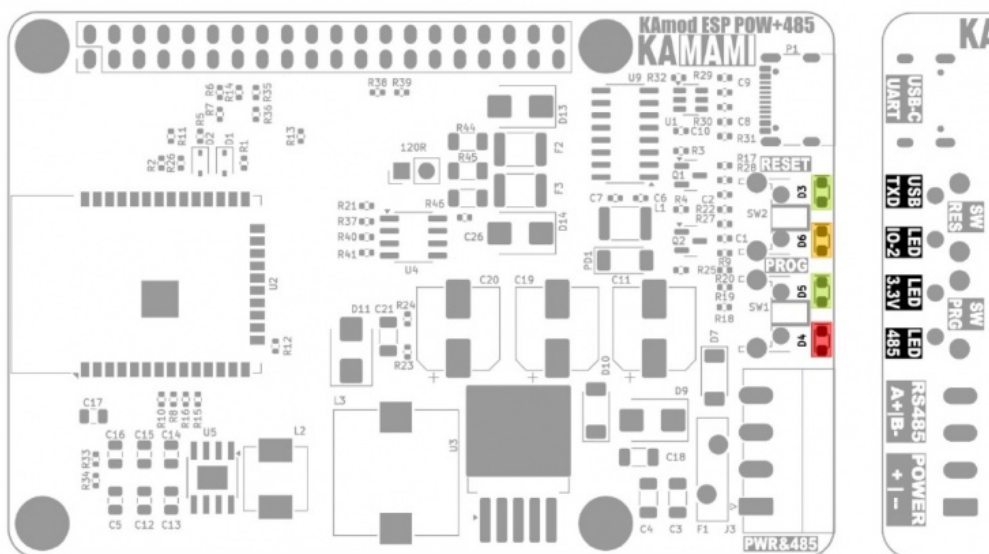 KAmod ESP POW+485
KAMAMI
KA
P1
U9
R32
R29
C9
R38
R39
R6
R14
R35
R7
R36
D13
C8
R30
U1
C10
R31
R5
R11
D2
D1
R13
R2
R26
R1
R44
F2
R3
120R
R45
R17
R28
RESET
Q1
F3
C7
C6
D3
R21
R46
R4
C2
R22
R27
SW2
L1
R37
D14
R40
C26
Q2
C1
D6
R41
U4
PD1
R9
R25
PROG
R20
U2
C20
C19
C11
D5
R19
SW1
R18
D11
C21
R24
R12
R23
D7
D4
D10
L3
D9
C17
R10
R8
R16
R15
U5
L2
U3
C16
C15
C14
R33
R34
C18
C5
C12
C13
C4
C3
F1
J3
PWR&485
USB-C
UART
USB
TXD
SW
RES
LED
IO-2
LED
3.3V
SW
PRG
LED
485
RS485
A+|B-
POWER
+ | -